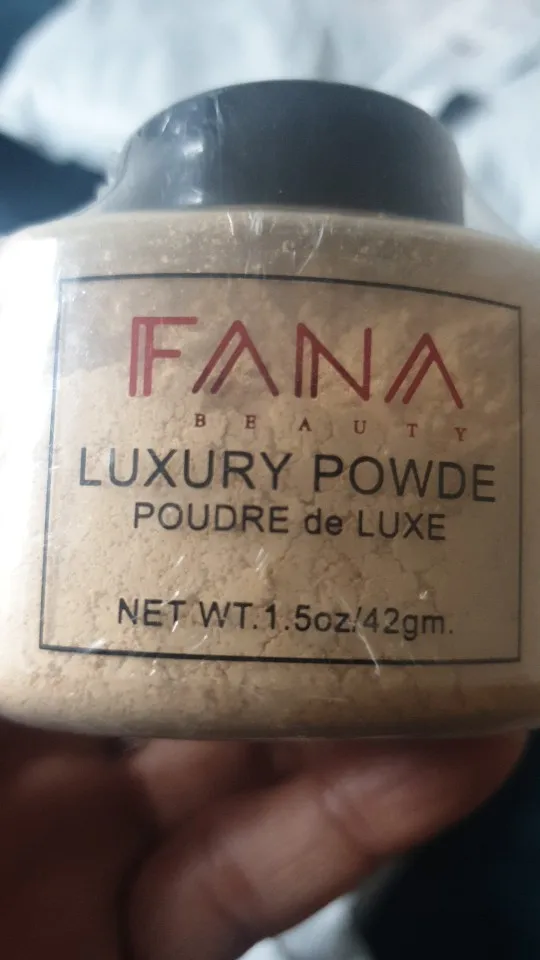 FANA
BEAUTY
LUXURY POWDE
POUDRE de LUXE
NET WT.1.5oz/42gm.